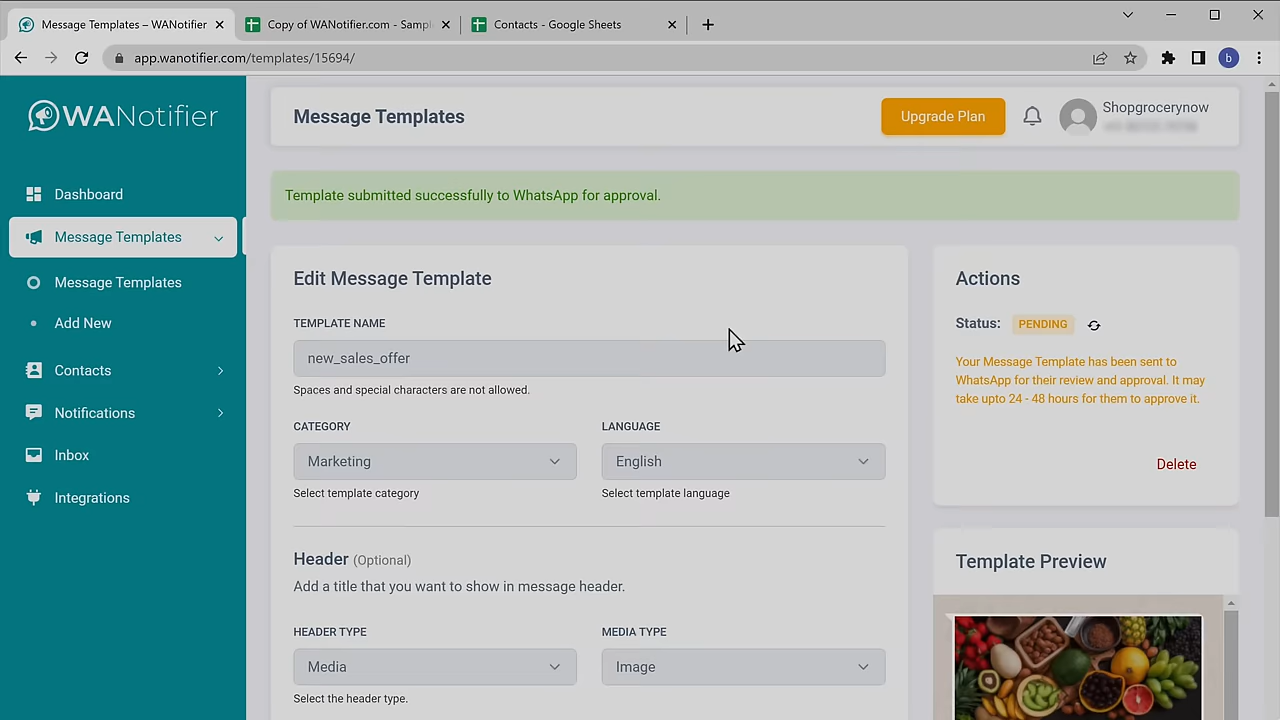 Message Templates – WANotifier
Copy of WANotifier.com - Sampl
Contacts - Google Sheets
app.wanotifier.com/templates/15694/
b
WANotifier
Message Templates
Upgrade Plan
Shopgrocerynow
Dashboard
Message Templates
Message Templates
Add New
Contacts
Notifications
Inbox
Integrations
Template submitted successfully to WhatsApp for approval.
Edit Message Template
TEMPLATE NAME
new_sales_offer
Spaces and special characters are not allowed.
CATEGORY
LANGUAGE
Marketing
English
Select template category
Select template language
Header (Optional)
Add a title that you want to show in message header.
HEADER TYPE
MEDIA TYPE
Media
Image
Select the header type.
Actions
Status: PENDING
Your Message Template has been sent to
WhatsApp for their review and approval. It may
take upto 24 - 48 hours for them to approve it.
Delete
Template Preview